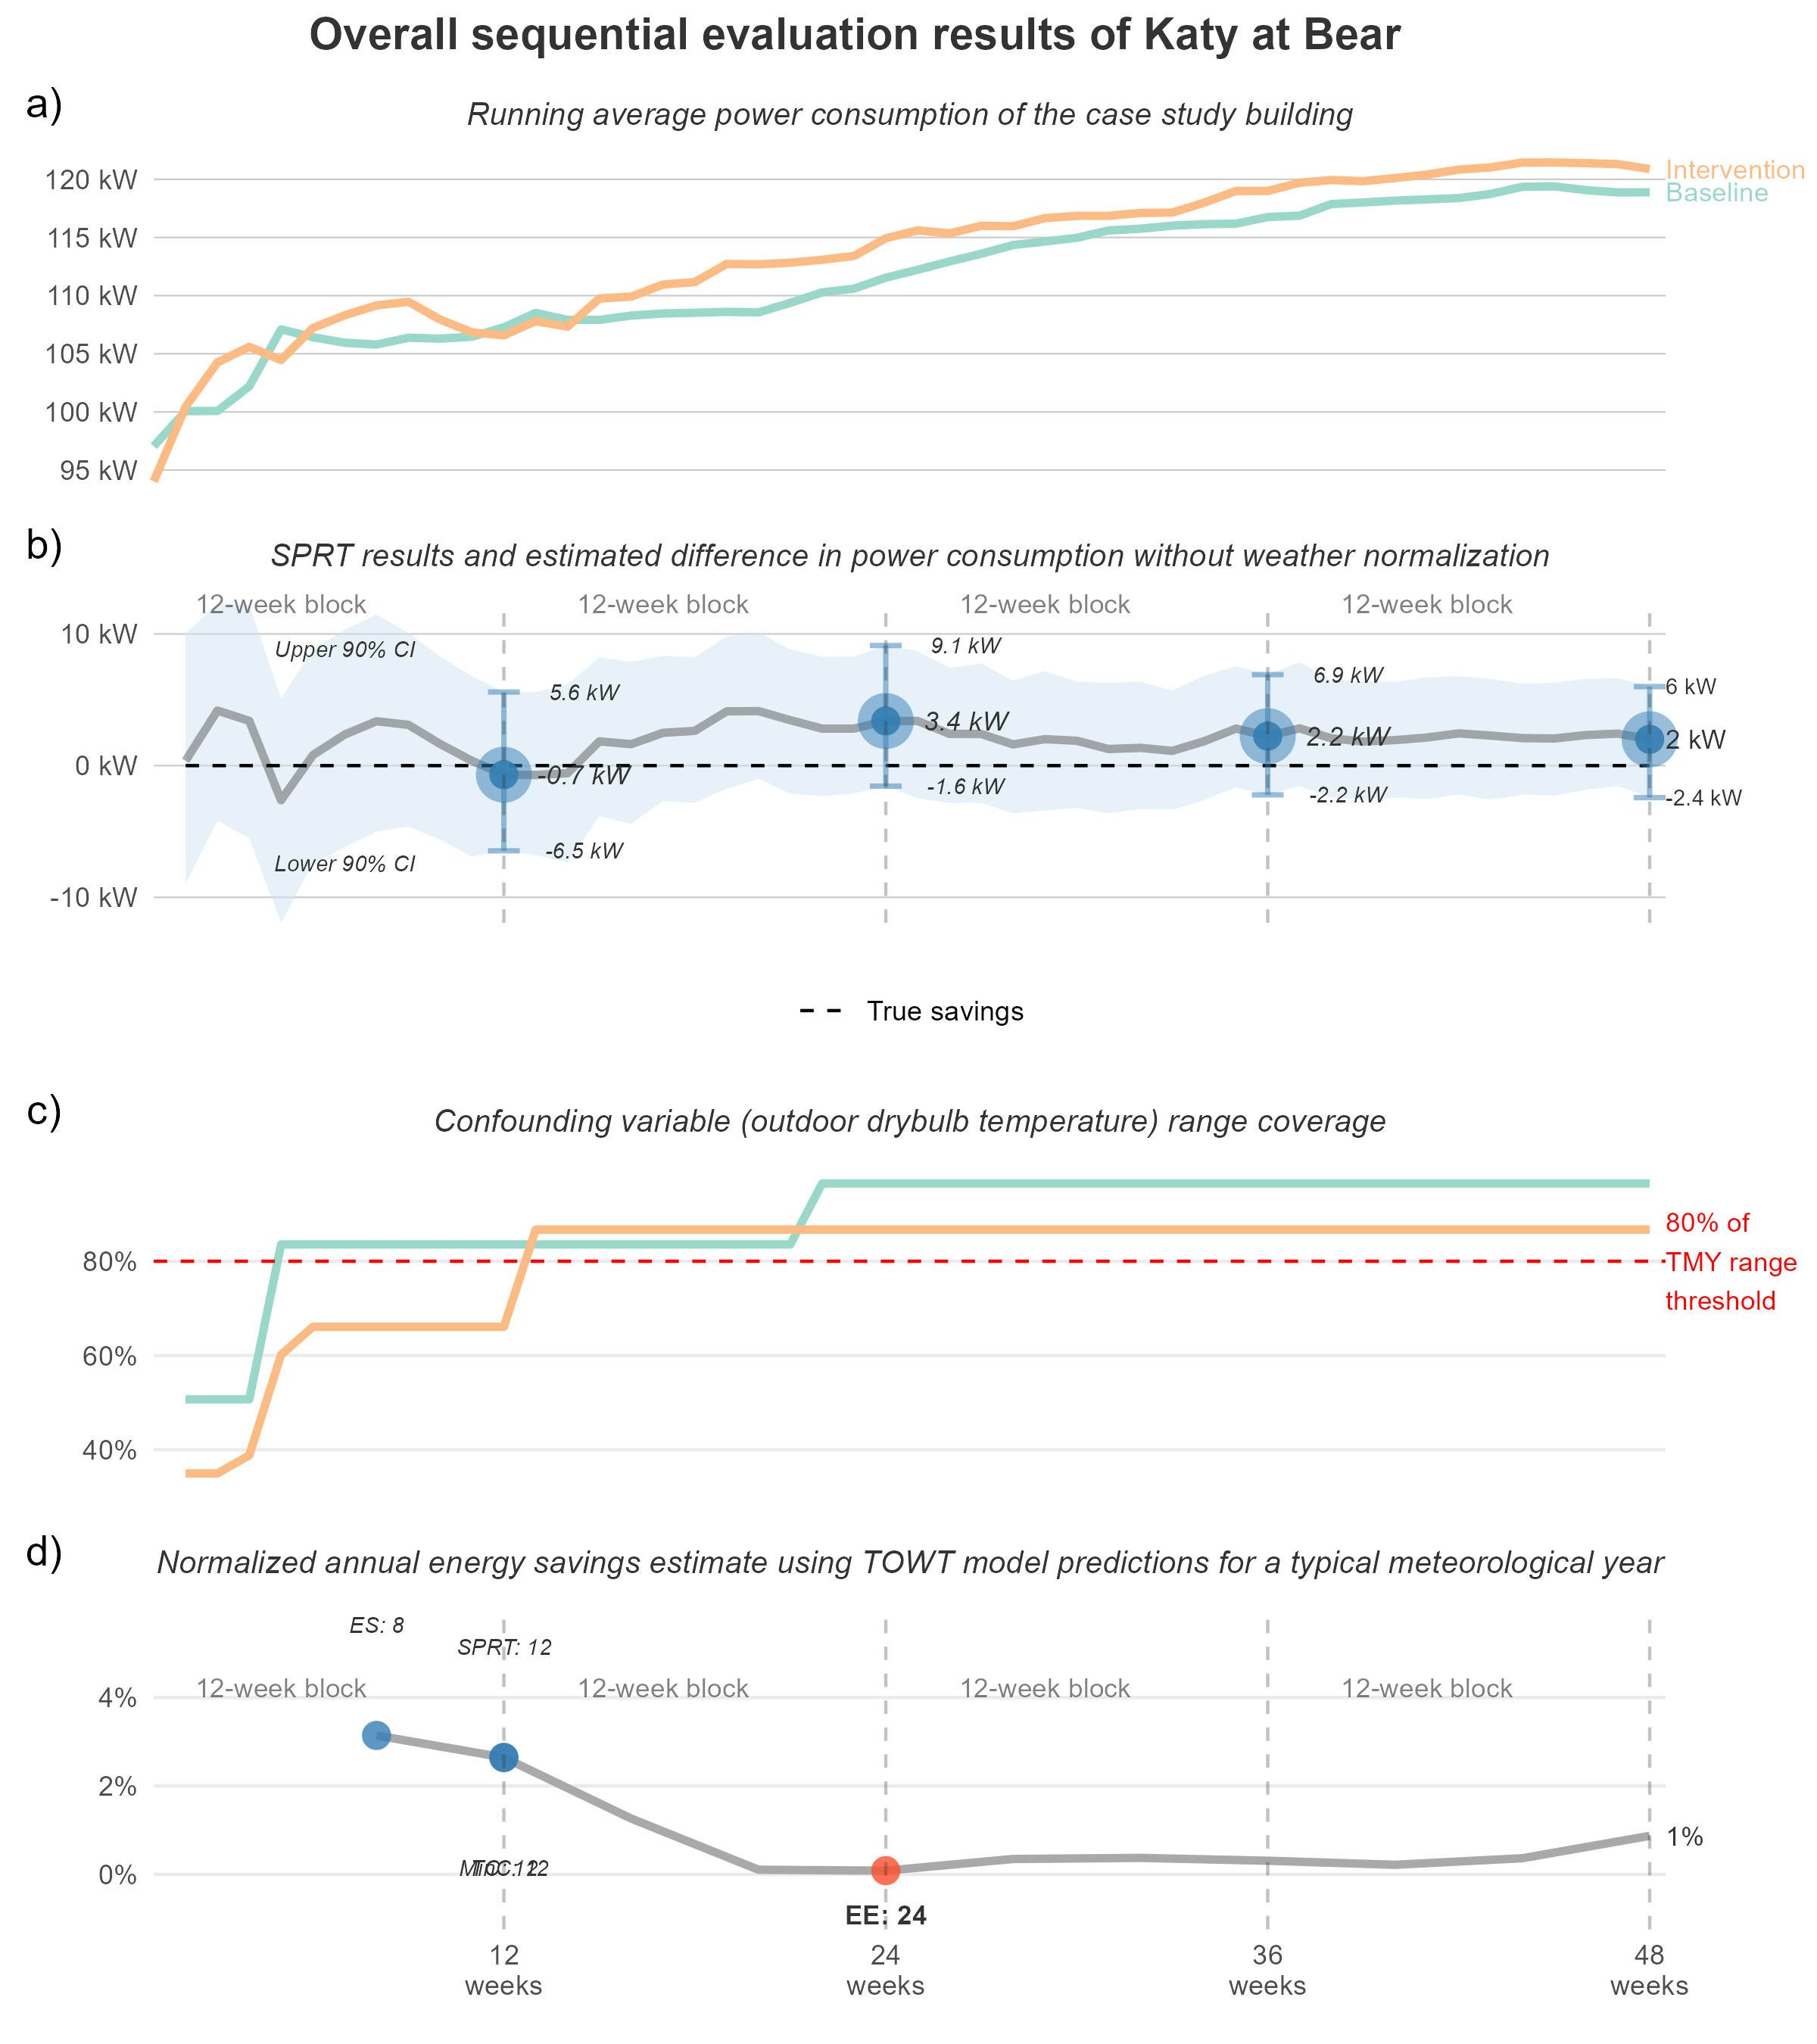 Overall sequential evaluation results of Katy at Bear
a)
Running average power consumption of the case study building
120 kW
115 kW
110 kW
105 kW
100 kW
95 kW
Intervention
Baseline
b)
SPRT results and estimated difference in power consumption without weather normalization
12-week block 12-week block 12-week block 12-week block
10 kW
0 kW
-10 kW
Upper 90% CI
Lower 90% CI
5.6 kW
-0.7 kW
-6.5 kW
9.1 kW
3.4 kW
-1.6 kW
6.9 kW
2.2 kW
-2.2 kW
6 kW
2 kW
-2.4 kW
True savings
c)
Confounding variable (outdoor drybulb temperature) range coverage
80%
60%
40%
80% of
TMY range
threshold
d)
Normalized annual energy savings estimate using TOWT model predictions for a typical meteorological year
ES: 8
SPRT: 12
12-week block 12-week block 12-week block 12-week block
4%
2%
0%
1%
EE: 24
12
weeks
24
weeks
36
weeks
48
weeks